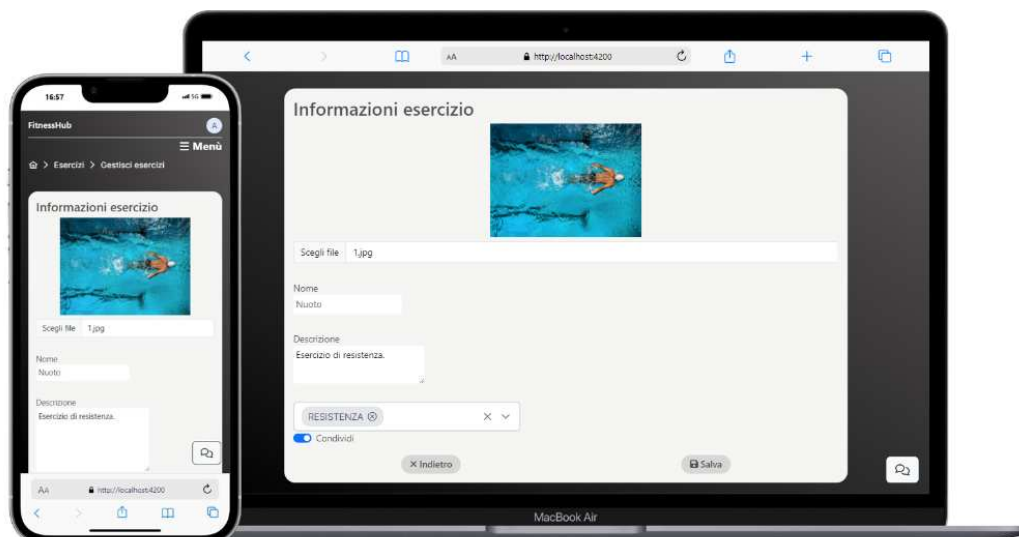 16:57
5G
FitnessHub
A
☰ Menù
> Esercizi > Gestisci esercizi
Informazioni esercizio
Scegli file 1.jpg
Nome
Nuoto
Descrizione
Esercizio di resistenza.
AA http://localhost:4200
AA http://localhost:4200
Informazioni esercizio
Scegli file 1.jpg
Nome
Nuoto
Descrizione
Esercizio di resistenza.
RESISTENZA
Condividi
× Indietro
Salva
MacBook Air